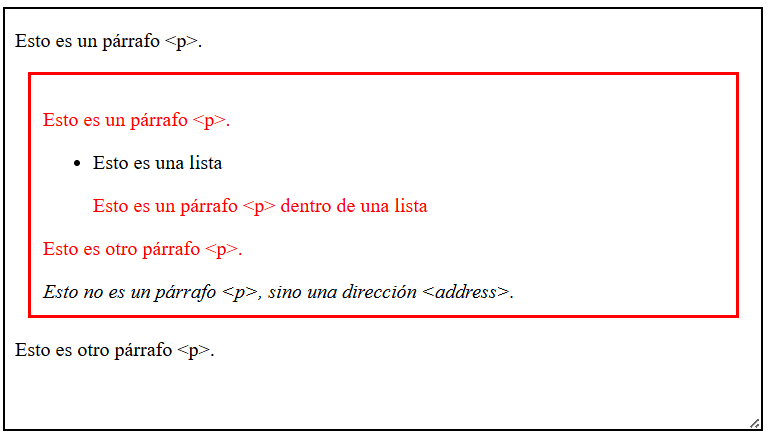 Esto es un párrafo <p>.
Esto es un párrafo <p>.
• Esto es una lista
Esto es un párrafo <p> dentro de una lista
Esto es otro párrafo <p>.
Esto no es un párrafo <p>, sino una dirección <address>.
Esto es otro párrafo <p>.